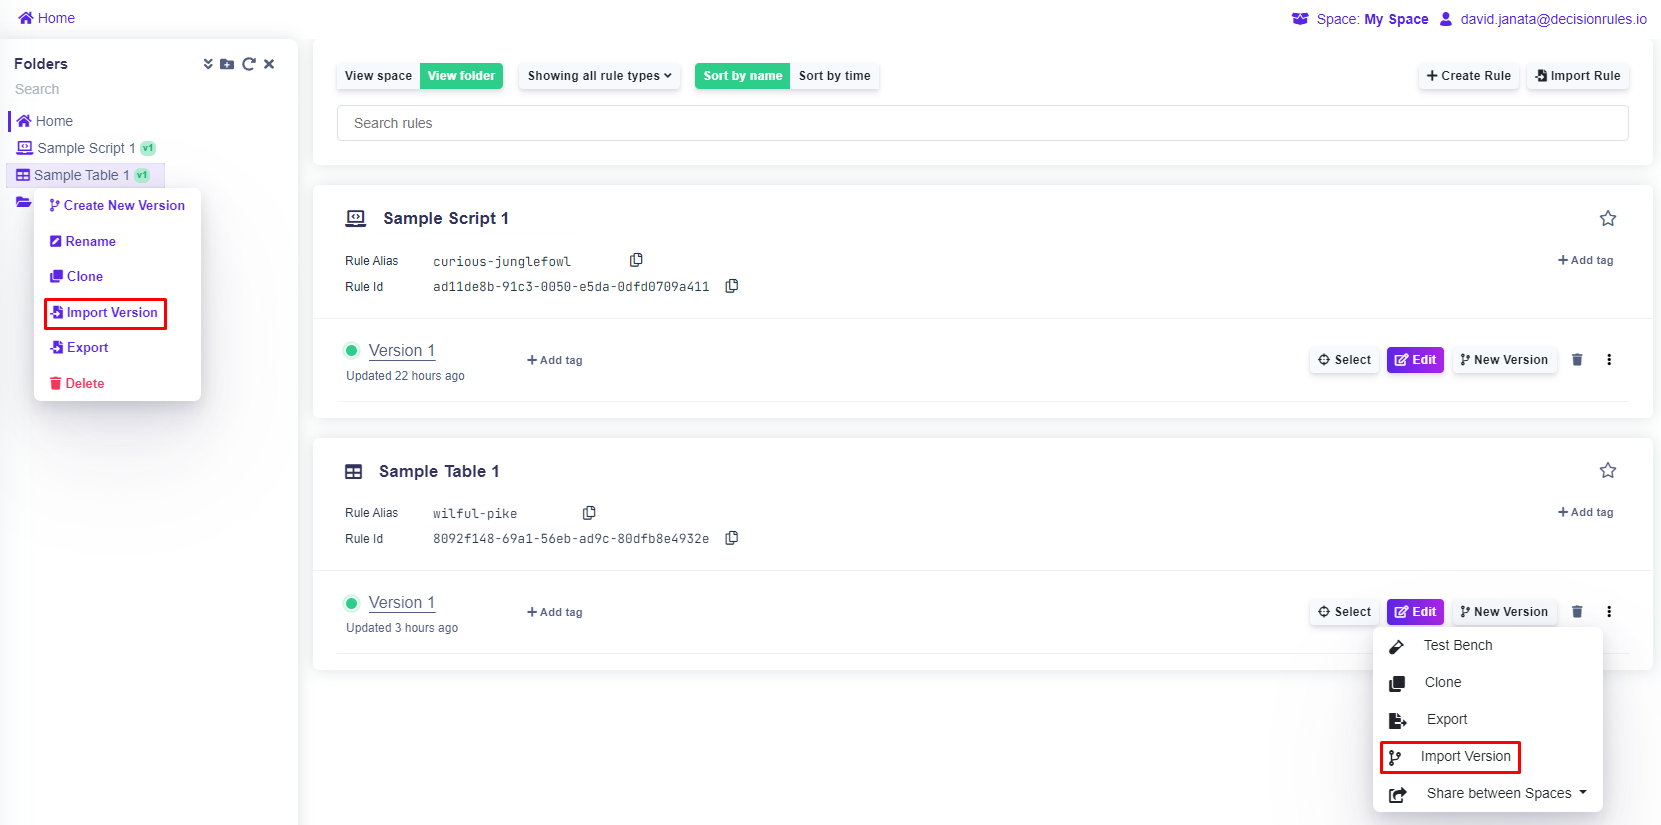 Home
Space: My Space david.janata@decisionrules.io
Folders
Search
Home
Sample Script 1 v1
Sample Table 1 v1
Create New Version
Rename
Clone
Import Version
Export
Delete
View space View folder Showing all rule types Sort by name Sort by time + Create Rule Import Rule
Search rules
Sample Script 1
Rule Alias curious-junglefowl + Add tag
Rule Id ad11de8b-91c3-0050-e5da-0dfd0709a411
Version 1 + Add tag Select Edit New Version
Updated 22 hours ago
Sample Table 1
Rule Alias wilful-pike + Add tag
Rule Id 8092f148-69a1-56eb-ad9c-80dfb8e4932e
Version 1 + Add tag Select Edit New Version
Updated 3 hours ago
Test Bench
Clone
Export
Import Version
Share between Spaces